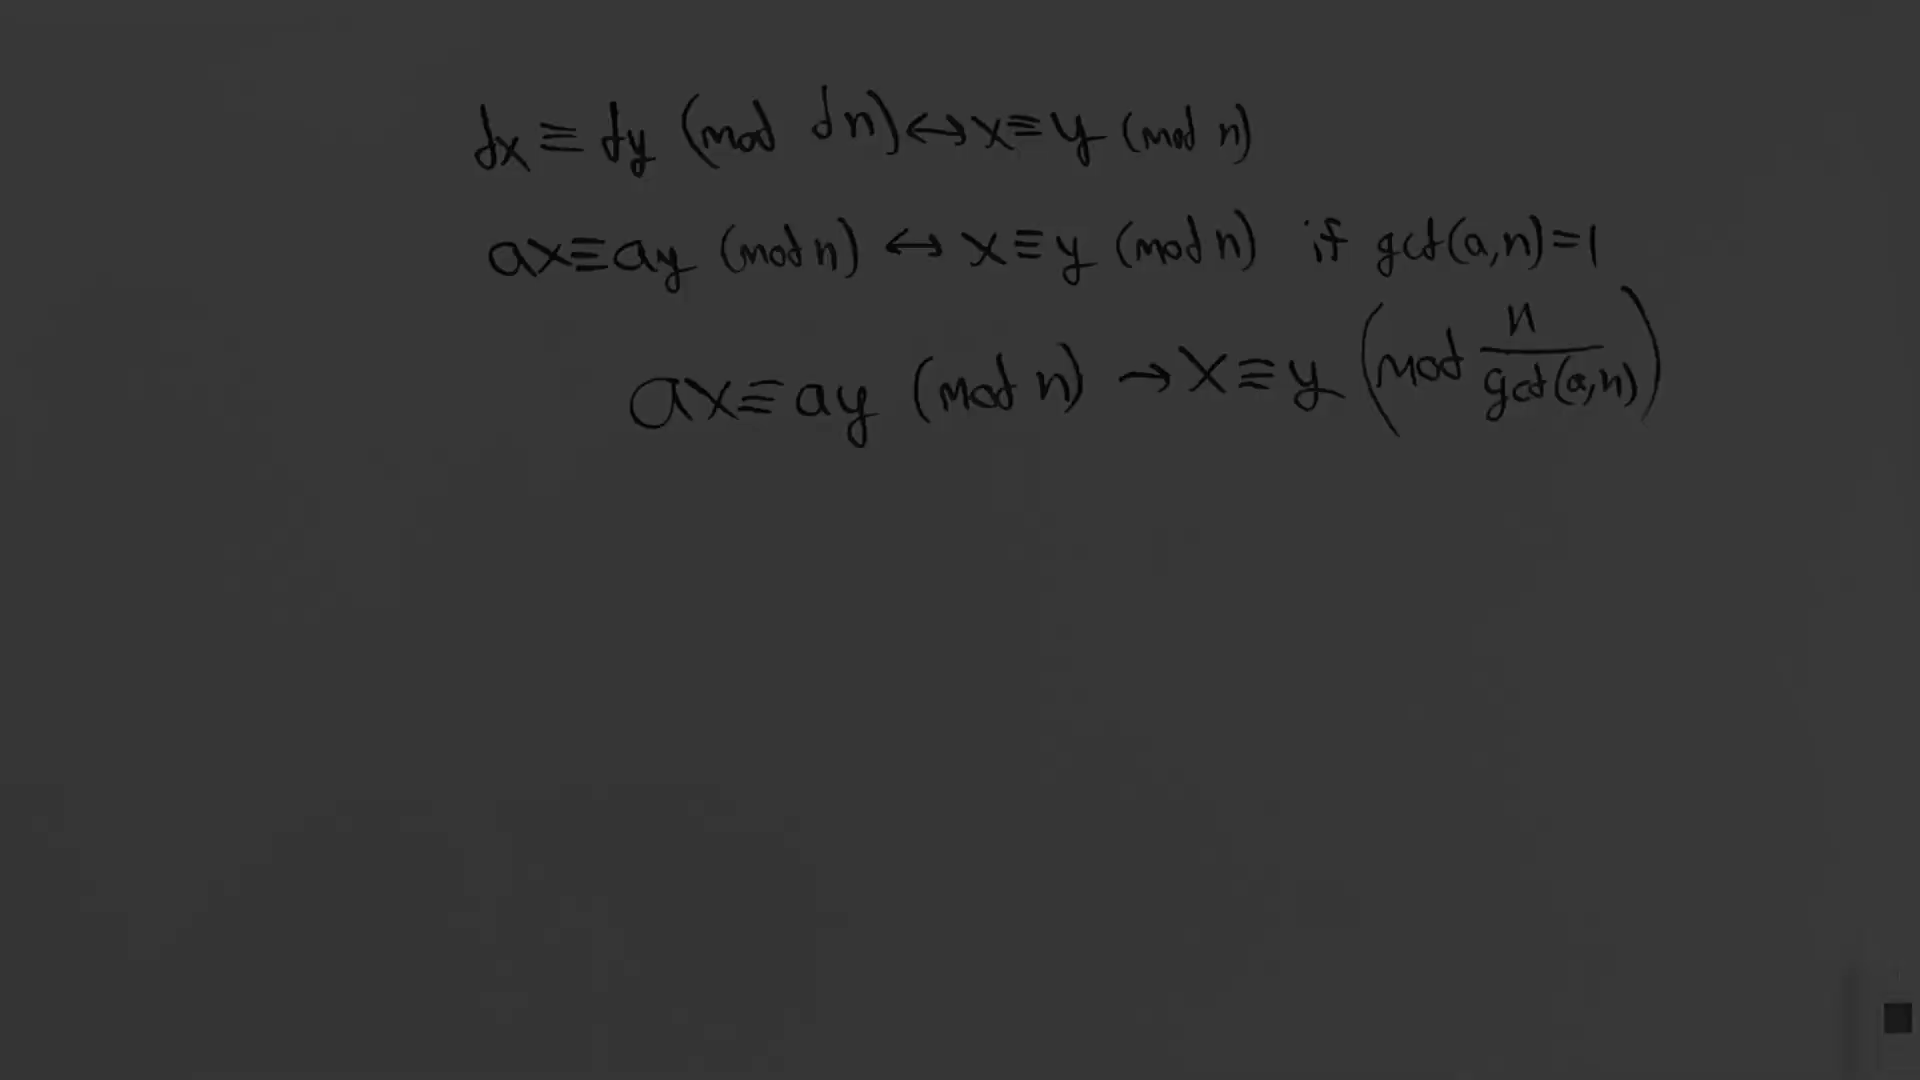 dx ≡ dy (mod dn) ↔ x ≡ y (mod n)
ax ≡ ay (mod n) ↔ x ≡ y (mod n) if gcd(a,n)=1
ax ≡ ay (mod n) → x ≡ y (mod n/gcd(a,n))